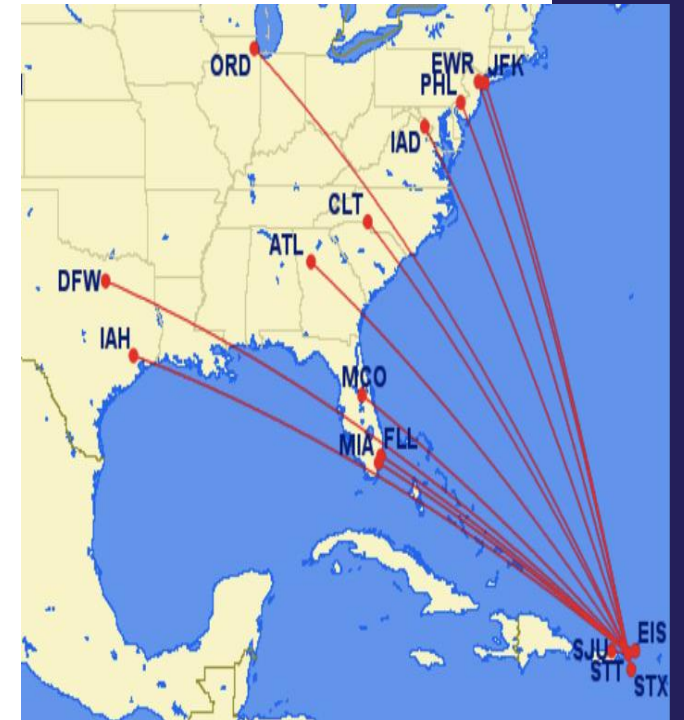 ORD
EWR
JFK
PHL
IAD
CLT
ATL
DFW
IAH
MCO
MIA
FLL
EIS
SJU
STT
STX